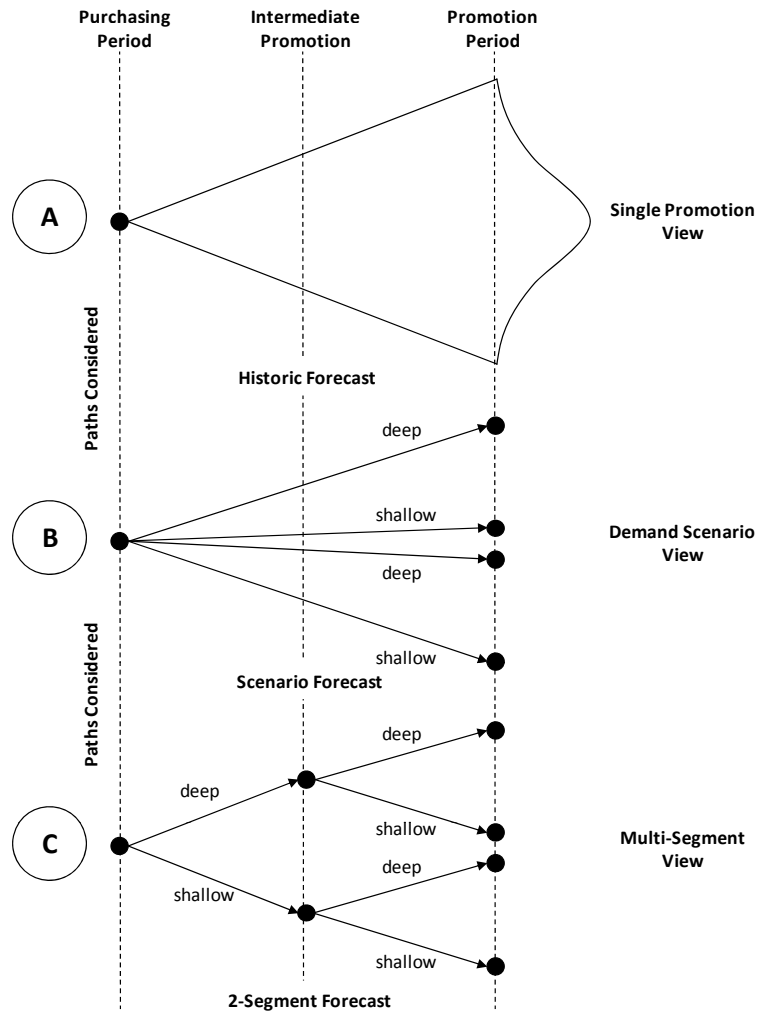 Purchasing Period
Intermediate Promotion
Promotion Period
A
Single Promotion View
Paths Considered
Historic Forecast
deep
shallow
B
Demand Scenario View
deep
shallow
Paths Considered
Scenario Forecast
deep
deep
C
shallow
Multi-Segment View
deep
shallow
shallow
2-Segment Forecast